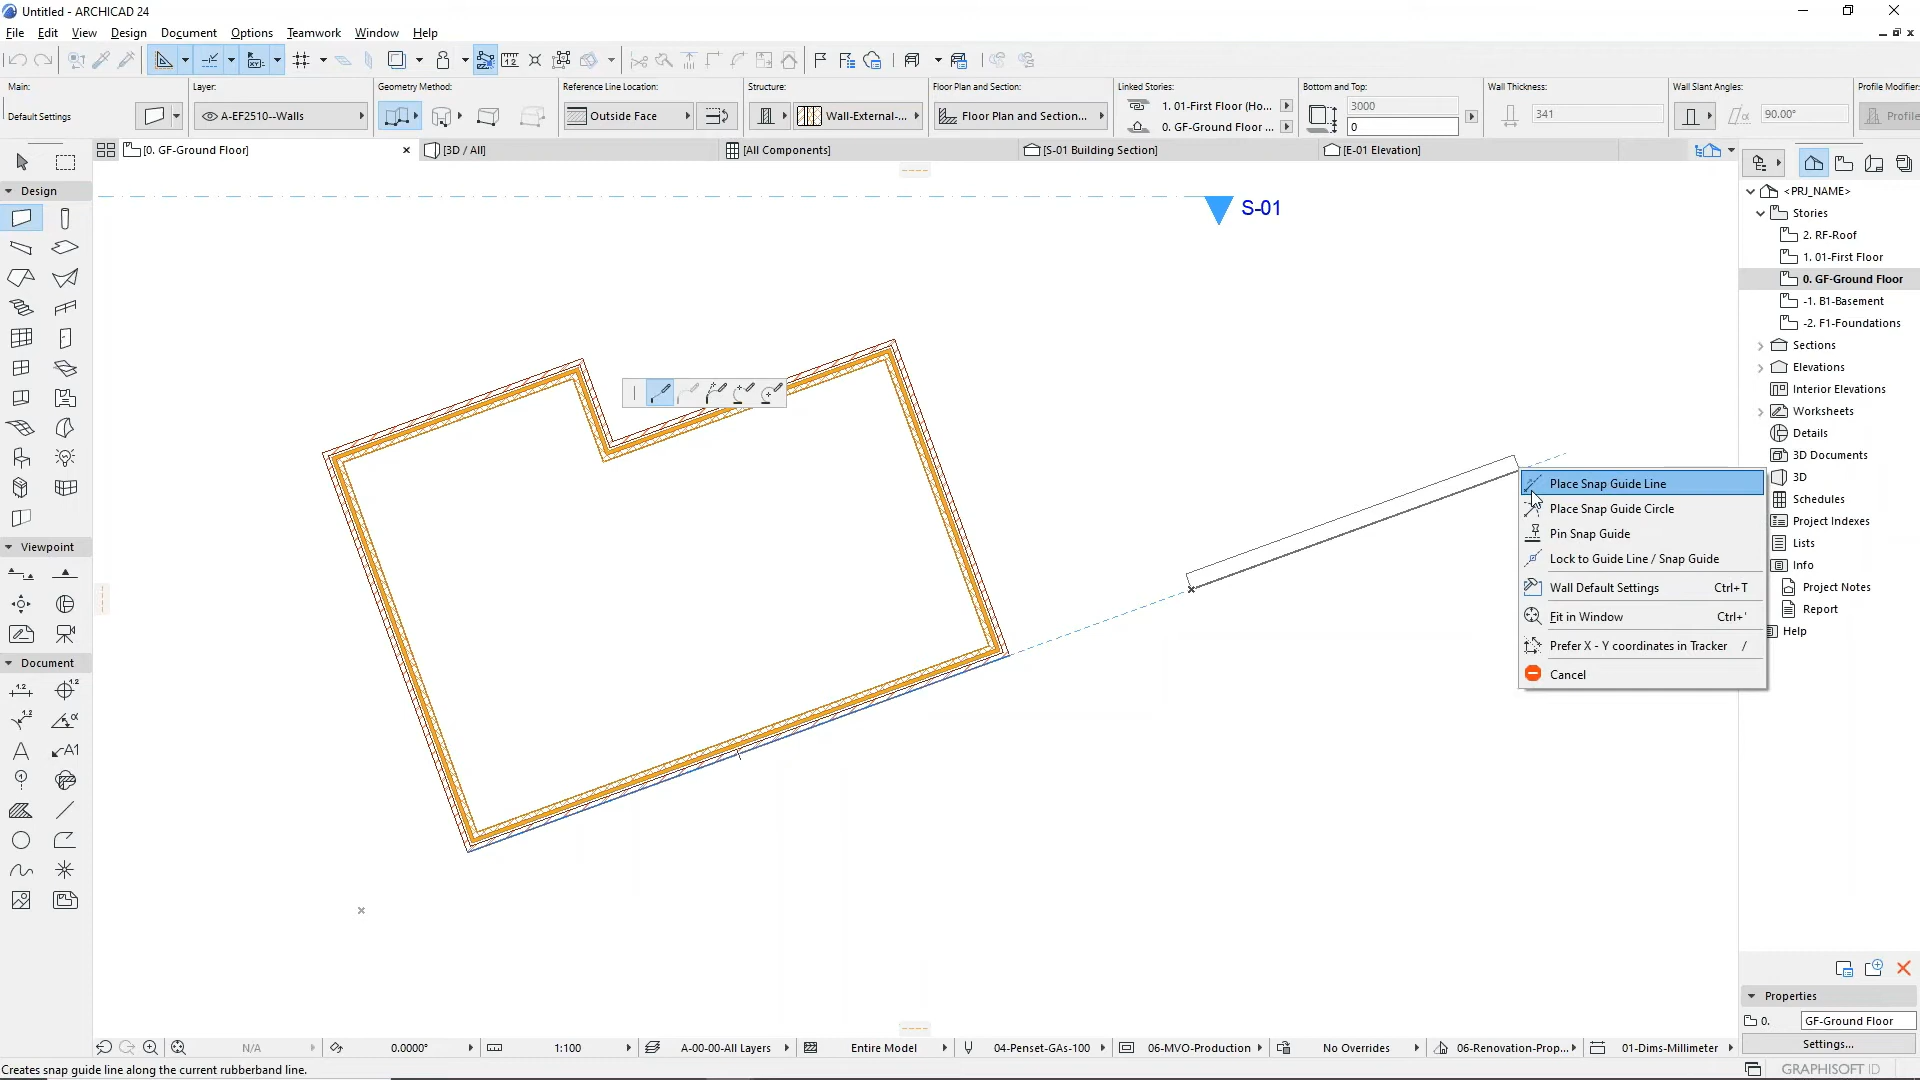 Untitled - ARCHICAD 24
File Edit View Design Document Options Teamwork Window Help
Main: Layer: Geometry Method: Reference Line Location: Structure: Floor Plan and Section: Linked Stories: Bottom and Top: Wall Thickness: Wall Slant Angles: Profile Modifier
1. 01-First Floor (Ho... 3000
Default Settings A-EF2510--Walls Outside Face Wall-External-... Floor Plan and Section... 341 90.00° Profile
0. GF-Ground Floor ... 0
[0. GF-Ground Floor] [3D / All] [All Components] [S-01 Building Section] [E-01 Elevation]
Design
<PRJ_NAME>
S-01
Stories
2. RF-Roof
1. 01-First Floor
0. GF-Ground Floor
-1. B1-Basement
-2. F1-Foundations
Sections
Elevations
Interior Elevations
Worksheets
Details
3D Documents
3D
Schedules
Project Indexes
Lists
Info
Project Notes
Report
Help
Place Snap Guide Line
Place Snap Guide Circle
Pin Snap Guide
Lock to Guide Line / Snap Guide
Wall Default Settings Ctrl+T
Fit in Window Ctrl+'
Prefer X - Y coordinates in Tracker /
Cancel
Viewpoint
Document
Properties
0. GF-Ground Floor
Settings...
N/A 0.0000° 1:100 A-00-00-All Layers Entire Model 04-Penset-GAs-100 06-MVO-Production No Overrides 06-Renovation-Prop... 01-Dims-Millimeter
Creates snap guide line along the current rubberband line.
GRAPHISOFT ID